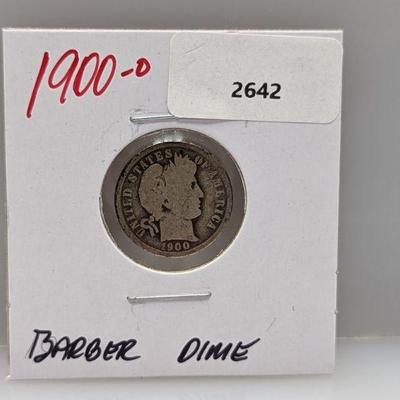 1900-O
2642
UNITED STATES OF AMERICA
1900
BARBER DIME